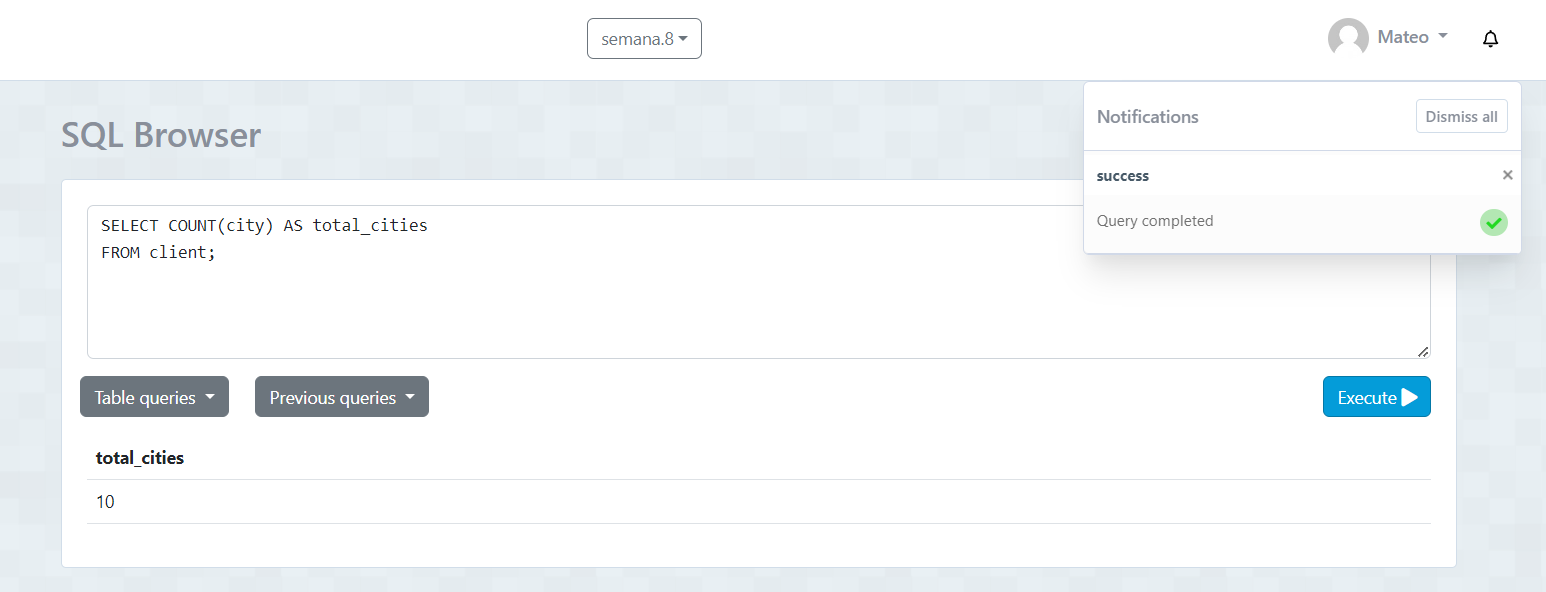 semana.8
Mateo
SQL Browser
Notifications
Dismiss all
success
×
Query completed
SELECT COUNT(city) AS total_cities
FROM client;
Table queries
Previous queries
Execute
total_cities
10